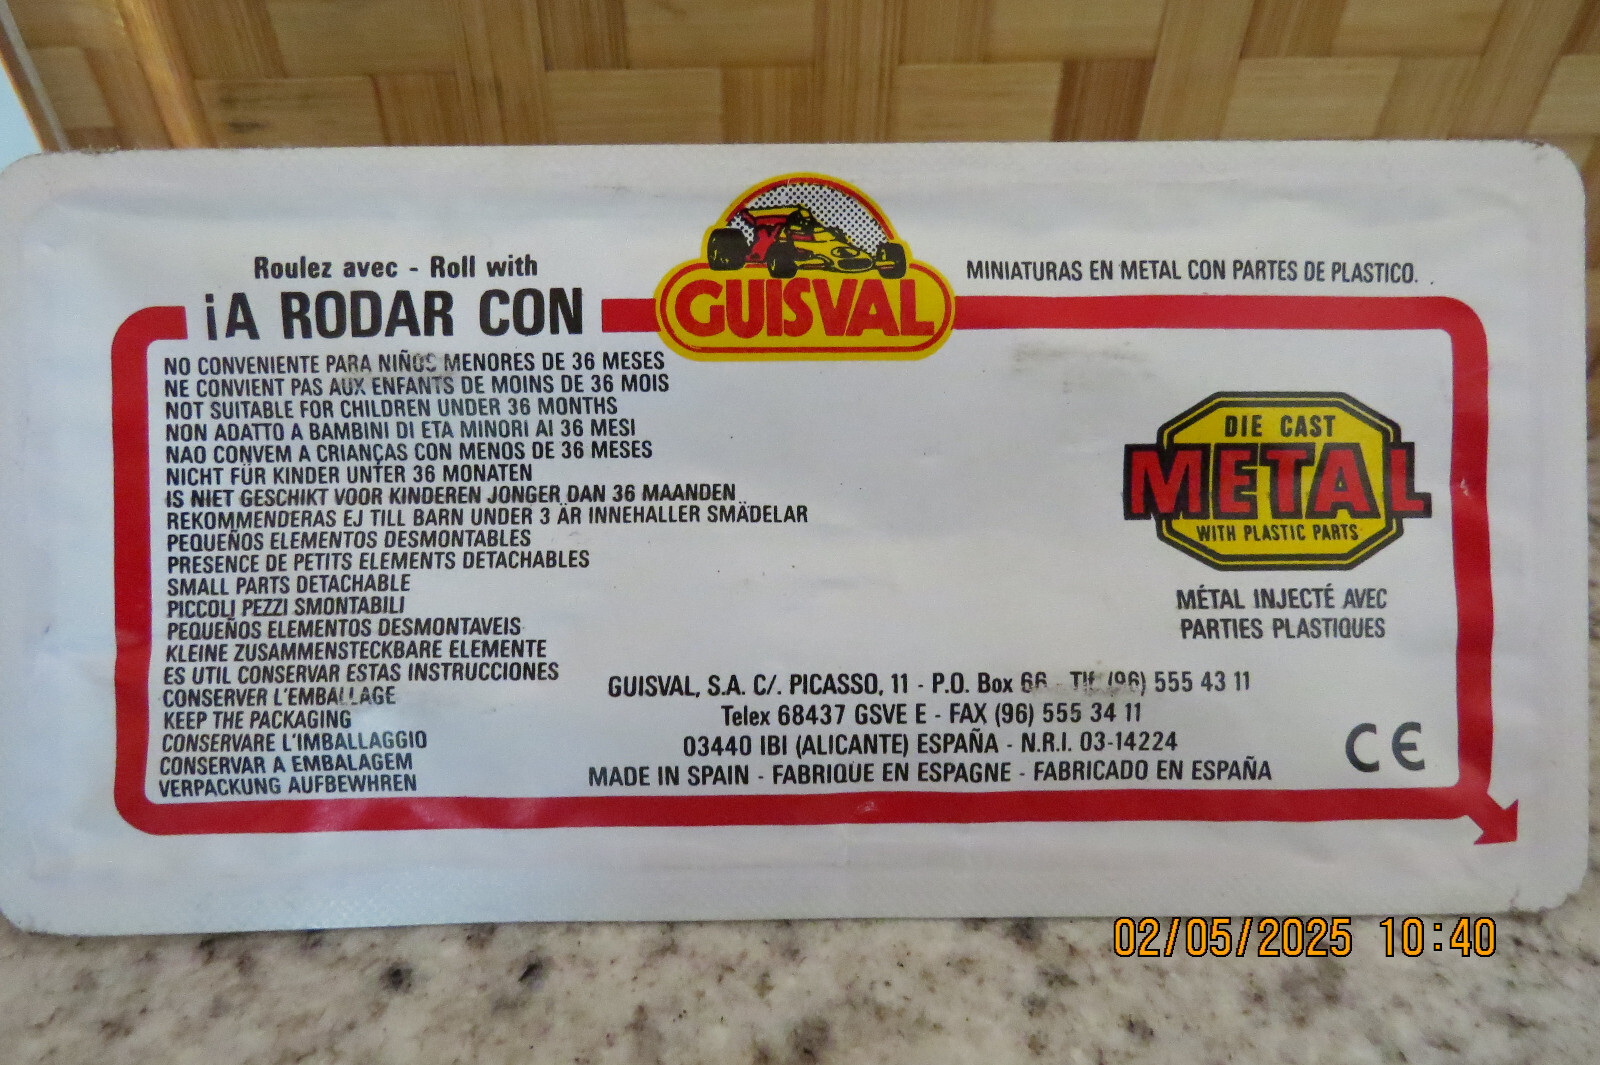 Roulez avec - Roll with
¡A RODAR CON
GUISVAL
MINIATURAS EN METAL CON PARTES DE PLASTICO.
NO CONVENIENTE PARA NIÑOS MENORES DE 36 MESES
NE CONVIENT PAS AUX ENFANTS DE MOINS DE 36 MOIS
NOT SUITABLE FOR CHILDREN UNDER 36 MONTHS
NON ADATTO A BAMBINI DI ETA MINORI AI 36 MESI
NAO CONVEM A CRIANÇAS CON MENOS DE 36 MESES
NICHT FÜR KINDER UNTER 36 MONATEN
IS NIET GESCHIKT VOOR KINDEREN JONGER DAN 36 MAANDEN
REKOMMENDERAS EJ TILL BARN UNDER 3 ÄR INNEHALLER SMÄDELAR
PEQUEÑOS ELEMENTOS DESMONTABLES
PRESENCE DE PETITS ELEMENTS DETACHABLES
SMALL PARTS DETACHABLE
PICCOLI PEZZI SMONTABILI
PEQUEÑOS ELEMENTOS DESMONTAVEIS
KLEINE ZUSAMMENSTECKBARE ELEMENTE
ES UTIL CONSERVAR ESTAS INSTRUCCIONES
CONSERVER L'EMBALLAGE
KEEP THE PACKAGING
CONSERVARE L'IMBALLAGGIO
CONSERVAR A EMBALAGEM
VERPACKUNG AUFBEWHREN
DIE CAST
METAL
WITH PLASTIC PARTS
MÉTAL INJECTÉ AVEC
PARTIES PLASTIQUES
GUISVAL, S.A. C/. PICASSO, 11 - P.O. Box 66 - Tlf. (96) 555 43 11
Telex 68437 GSVE E - FAX (96) 555 34 11
03440 IBI (ALICANTE) ESPAÑA - N.R.I. 03-14224
MADE IN SPAIN - FABRIQUE EN ESPAGNE - FABRICADO EN ESPAÑA
CE
02/05/2025 10:40